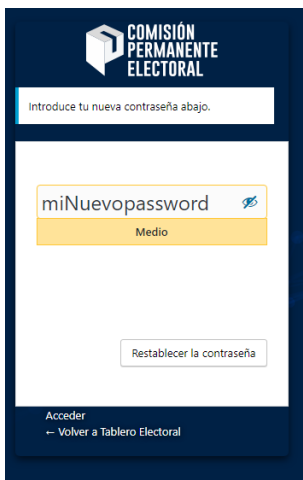 COMISIÓN
PERMANENTE
ELECTORAL
Introduce tu nueva contraseña abajo.
miNuevopassword
Medio
Restablecer la contraseña
Acceder
← Volver a Tablero Electoral